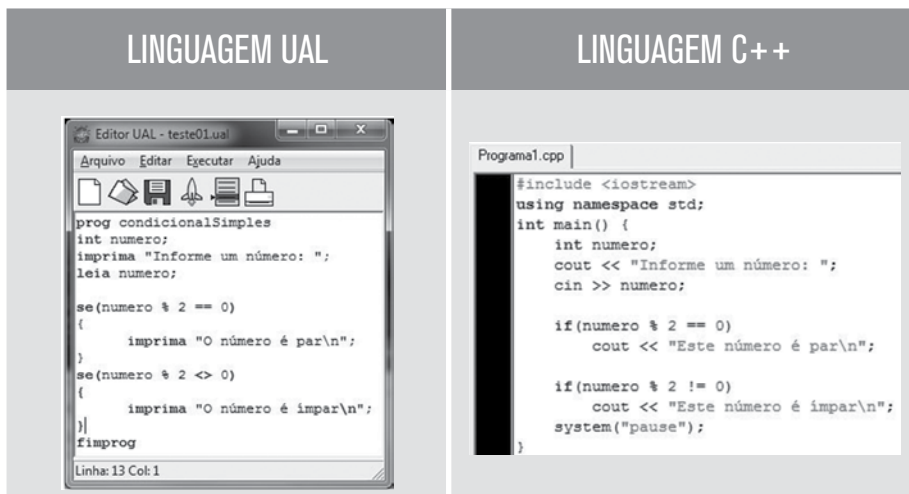 LINGUAGEM UAL
Editor UAL - teste01.ual
Arquivo Editar Executar Ajuda
prog condicionalSimples
int numero;
imprima "Informe um número: ";
leia numero;
se(numero % 2 == 0)
{
imprima "O número é par\n";
}
se(numero % 2 <> 0)
{
imprima "O número é ímpar\n";
}
fimprog
Linha: 13 Col: 1
LINGUAGEM C++
Programa1.cpp
#include <iostream>
using namespace std;
int main() {
int numero;
cout << "Informe um número: ";
cin >> numero;
if(numero % 2 == 0)
cout << "Este número é par\n";
if(numero % 2 != 0)
cout << "Este número é ímpar\n";
system("pause");
}